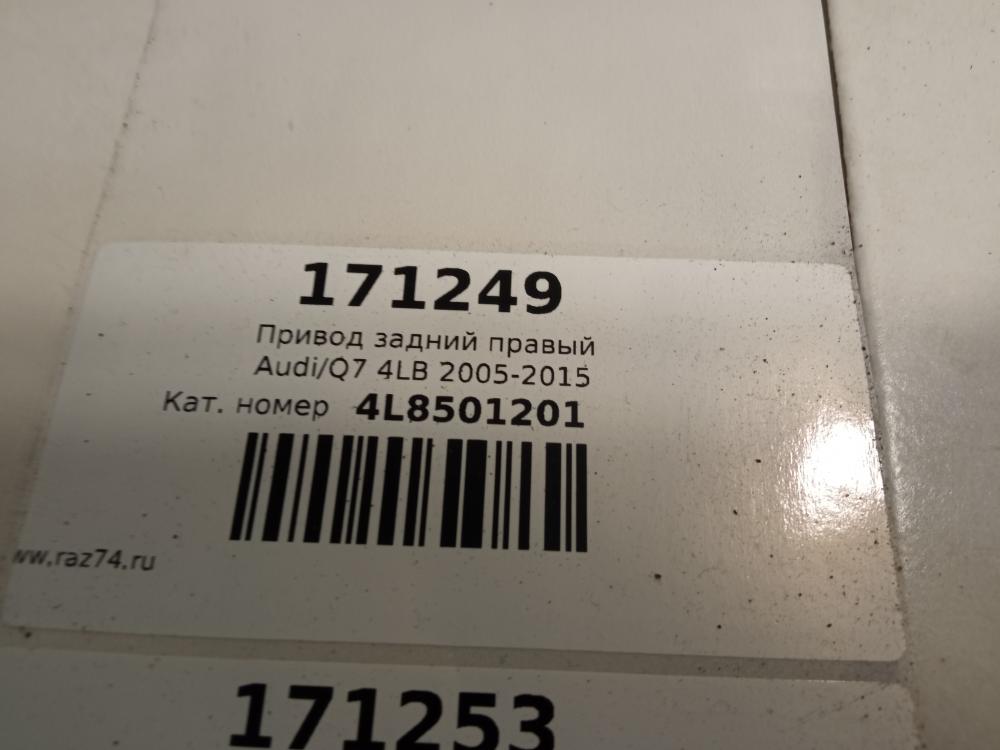 171249
Привод задний правый
Audi/Q7 4LB 2005-2015
Кат. номер 4L8501201
ww.raz74.ru
171253